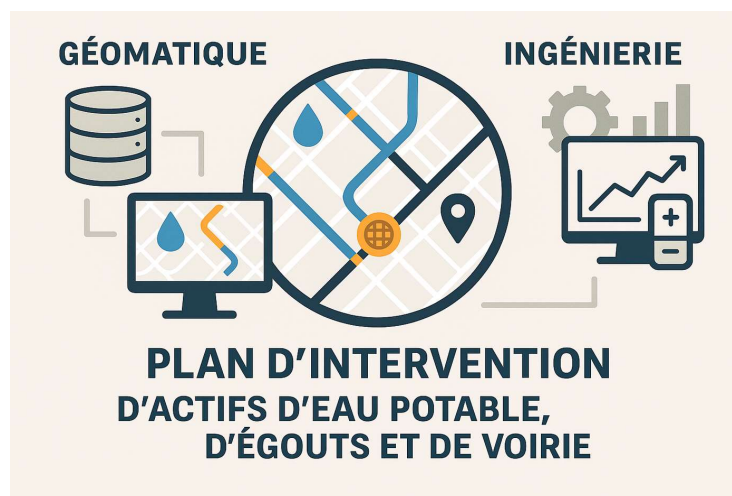 GÉOMATIQUE
INGÉNIERIE
+
−
PLAN D'INTERVENTION
D'ACTIFS D'EAU POTABLE,
D'ÉGOUTS ET DE VOIRIE